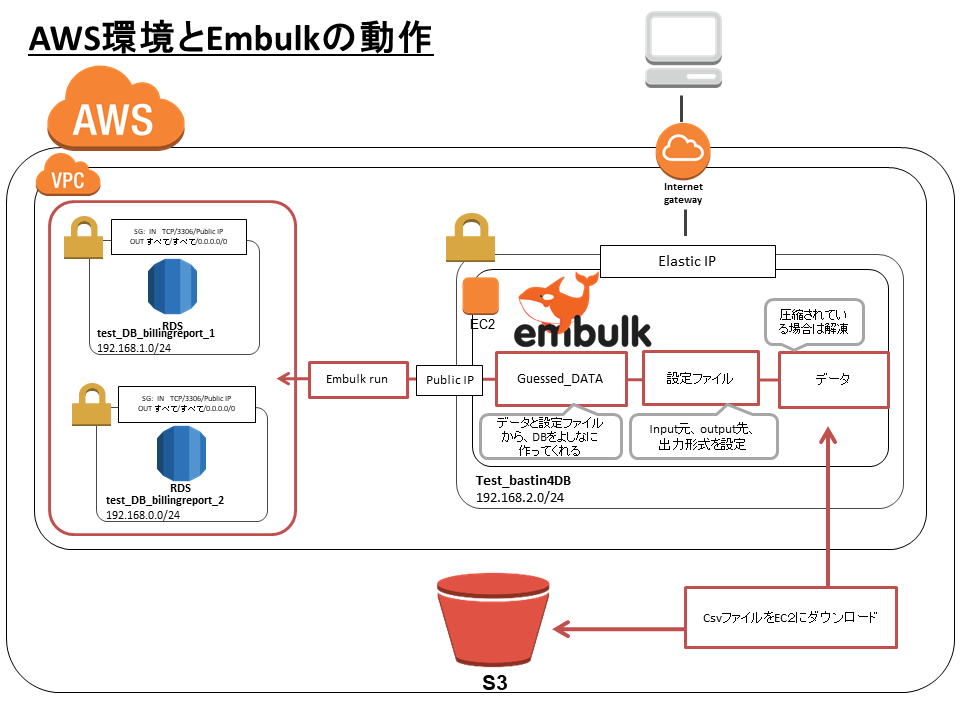 AWS環境とEmbulkの動作
AWS
VPC
Internet
gateway
SG: IN TCP/3306/Public IP
OUT すべて/すべて/0.0.0.0/0
RDS
test_DB_billingreport_1
192.168.1.0/24
SG: IN TCP/3306/Public IP
OUT すべて/すべて/0.0.0.0/0
RDS
test_DB_billingreport_2
192.168.0.0/24
Embulk run
Public IP
Elastic IP
EC2
embulk
圧縮されてい
る場合は解凍
Guessed_DATA
設定ファイル
データ
データと設定ファイル
から、DBをよしなに
作ってくれる
Input元、output先、
出力形式を設定
Test_bastin4DB
192.168.2.0/24
CsvファイルをEC2にダウンロード
S3